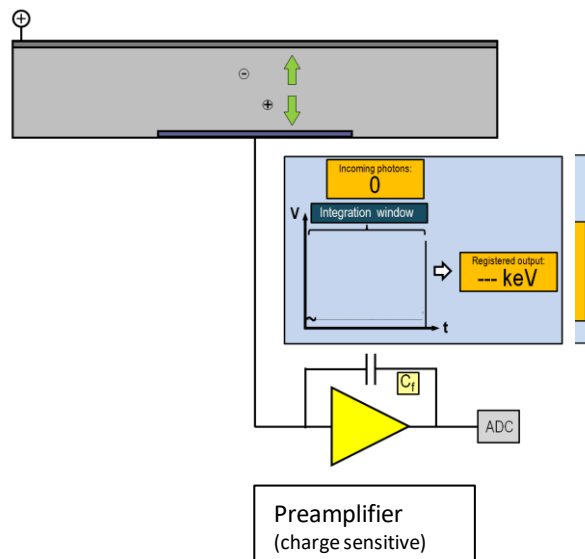 Incoming photons:
0
V
Integration window
Registered output:
--- keV
~
t
Cf
ADC
Preamplifier
(charge sensitive)